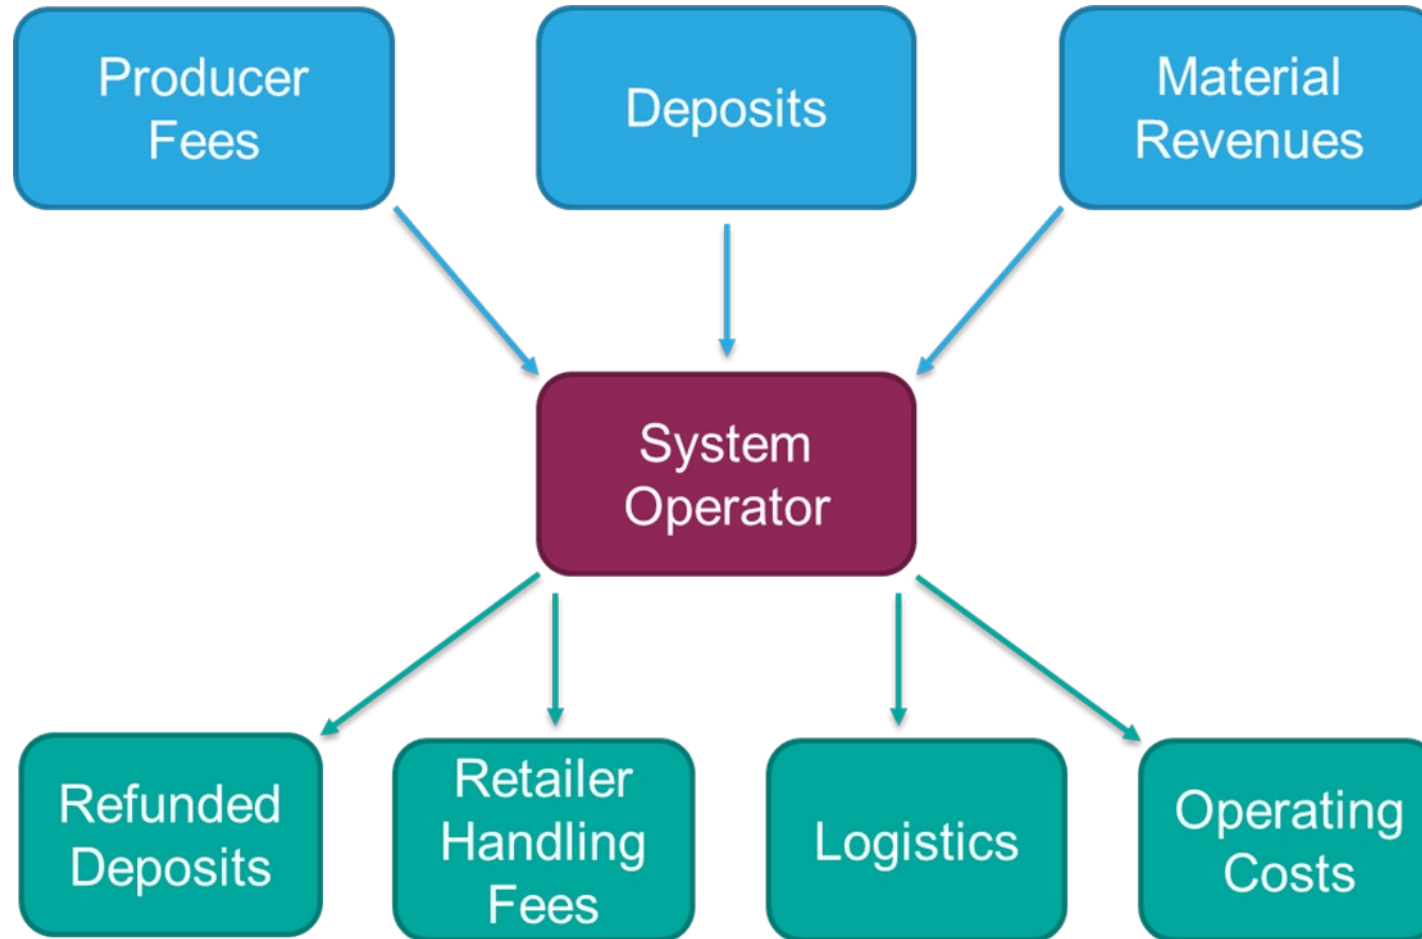 Producer
Fees
Deposits
Material
Revenues
System
Operator
Refunded
Deposits
Retailer
Handling
Fees
Logistics
Operating
Costs